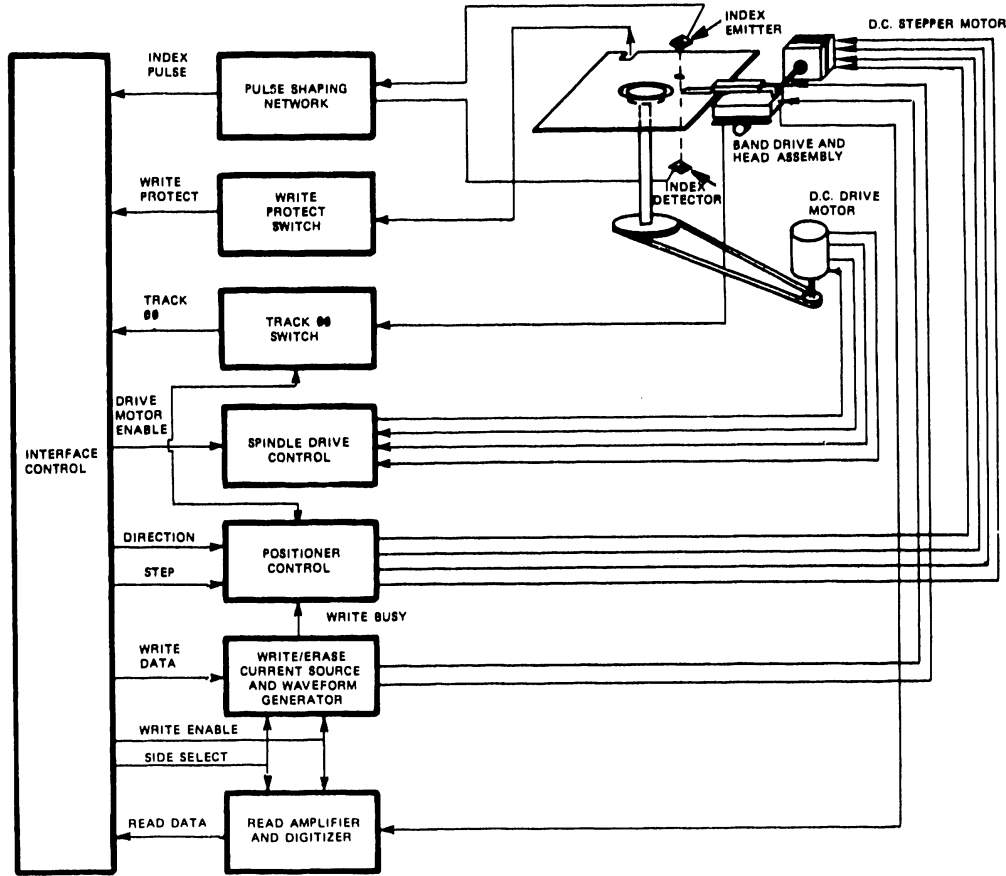 INDEX
EMITTER
D.C. STEPPER MOTOR
INDEX
PULSE
PULSE SHAPING
NETWORK
BAND DRIVE AND
HEAD ASSEMBLY
WRITE
PROTECT
WRITE
PROTECT
SWITCH
INDEX
DETECTOR
D.C. DRIVE
MOTOR
TRACK
00
TRACK 00
SWITCH
DRIVE
MOTOR
ENABLE
SPINDLE DRIVE
CONTROL
INTERFACE
CONTROL
DIRECTION
STEP
POSITIONER
CONTROL
WRITE BUSY
WRITE
DATA
WRITE/ERASE
CURRENT SOURCE
AND WAVEFORM
GENERATOR
WRITE ENABLE
SIDE SELECT
READ DATA
READ AMPLIFIER
AND DIGITIZER